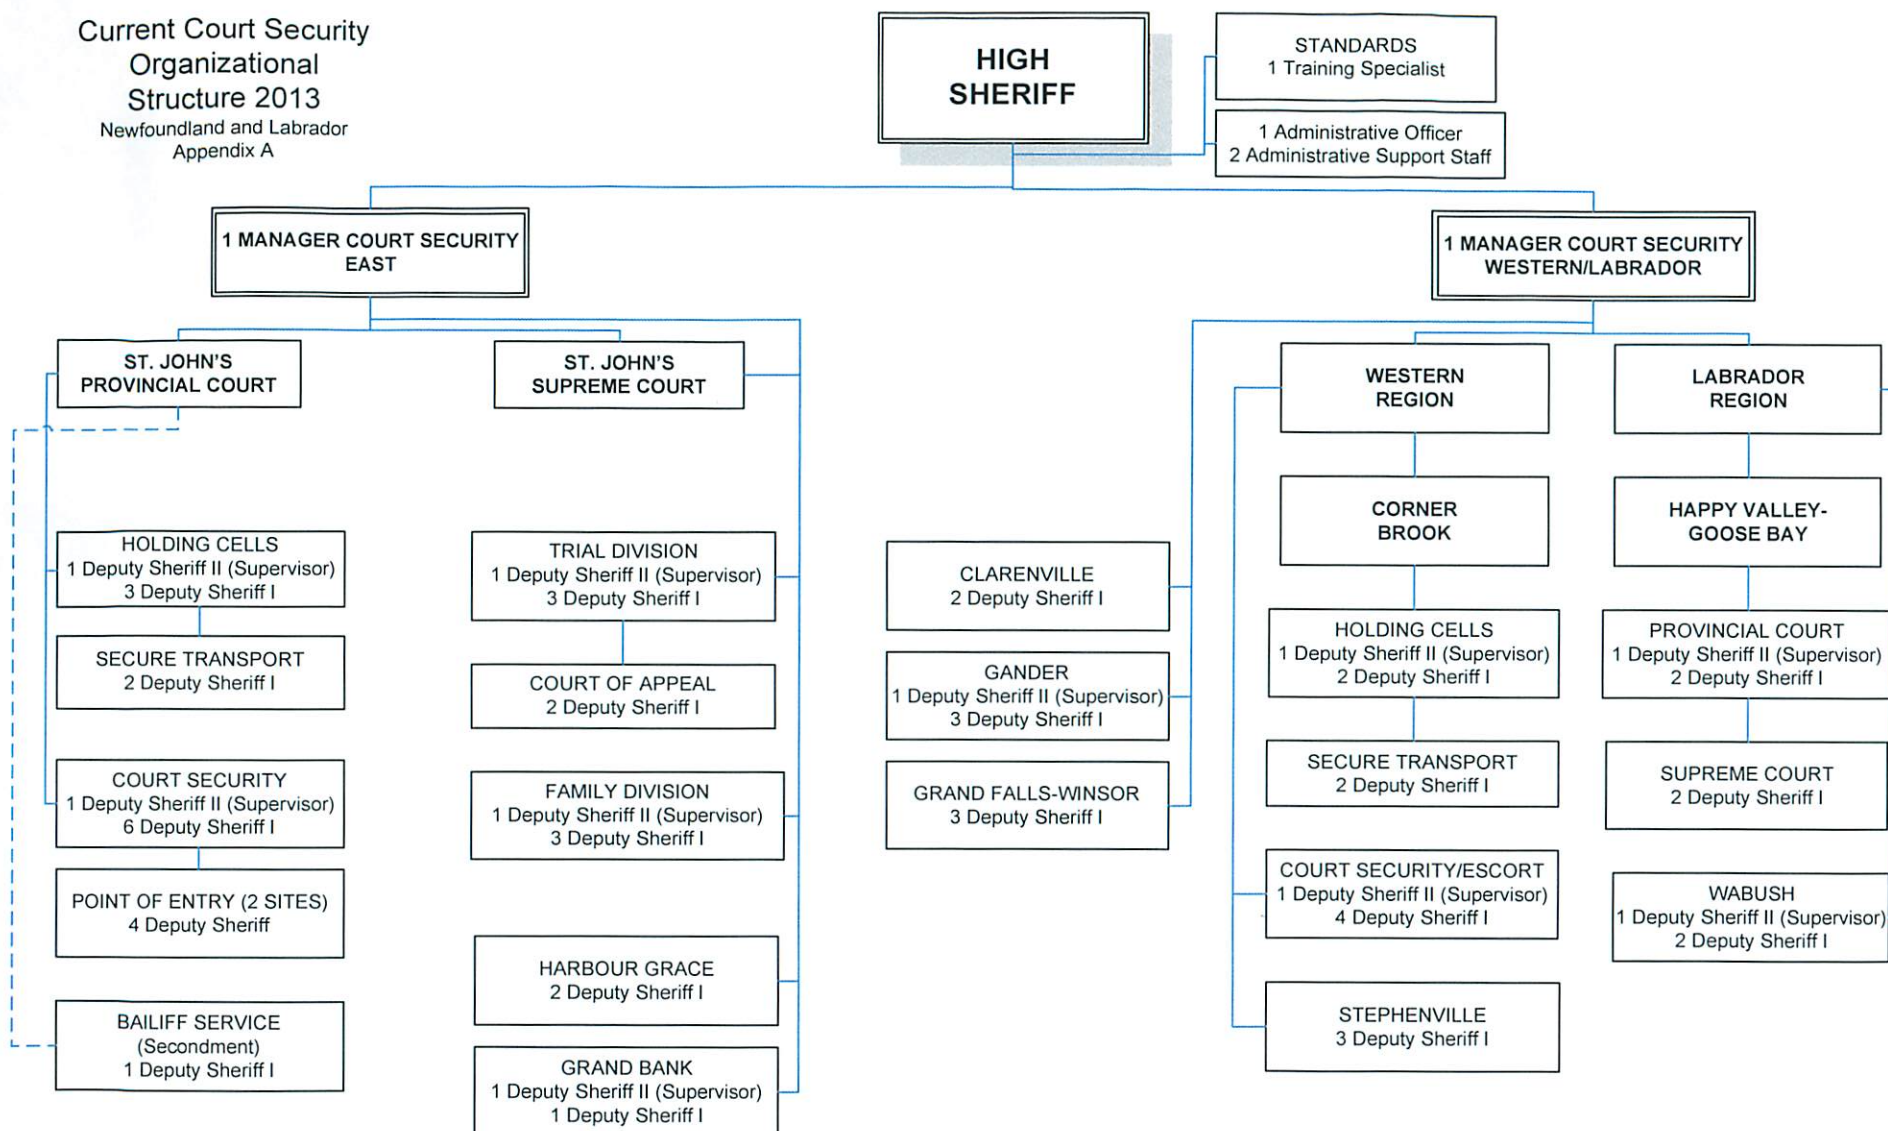 Current Court Security
Organizational
Structure 2013
Newfoundland and Labrador
Appendix A
HIGH
SHERIFF
STANDARDS
1 Training Specialist
1 Administrative Officer
2 Administrative Support Staff
1 MANAGER COURT SECURITY
EAST
1 MANAGER COURT SECURITY
WESTERN/LABRADOR
ST. JOHN'S
PROVINCIAL COURT
HOLDING CELLS
1 Deputy Sheriff II (Supervisor)
3 Deputy Sheriff I
SECURE TRANSPORT
2 Deputy Sheriff I
COURT SECURITY
1 Deputy Sheriff II (Supervisor)
6 Deputy Sheriff I
POINT OF ENTRY (2 SITES)
4 Deputy Sheriff
BAILIFF SERVICE
(Secondment)
1 Deputy Sheriff I
ST. JOHN'S
SUPREME COURT
TRIAL DIVISION
1 Deputy Sheriff II (Supervisor)
3 Deputy Sheriff I
COURT OF APPEAL
2 Deputy Sheriff I
FAMILY DIVISION
1 Deputy Sheriff II (Supervisor)
3 Deputy Sheriff I
HARBOUR GRACE
2 Deputy Sheriff I
GRAND BANK
1 Deputy Sheriff II (Supervisor)
1 Deputy Sheriff I
CLARENVILLE
2 Deputy Sheriff I
GANDER
1 Deputy Sheriff II (Supervisor)
3 Deputy Sheriff I
GRAND FALLS-WINSOR
3 Deputy Sheriff I
WESTERN
REGION
CORNER
BROOK
HOLDING CELLS
1 Deputy Sheriff II (Supervisor)
2 Deputy Sheriff I
SECURE TRANSPORT
2 Deputy Sheriff I
COURT SECURITY/ESCORT
1 Deputy Sheriff II (Supervisor)
4 Deputy Sheriff I
STEPHENVILLE
3 Deputy Sheriff I
LABRADOR
REGION
HAPPY VALLEY-
GOOSE BAY
PROVINCIAL COURT
1 Deputy Sheriff II (Supervisor)
2 Deputy Sheriff I
SUPREME COURT
2 Deputy Sheriff I
WABUSH
1 Deputy Sheriff II (Supervisor)
2 Deputy Sheriff I